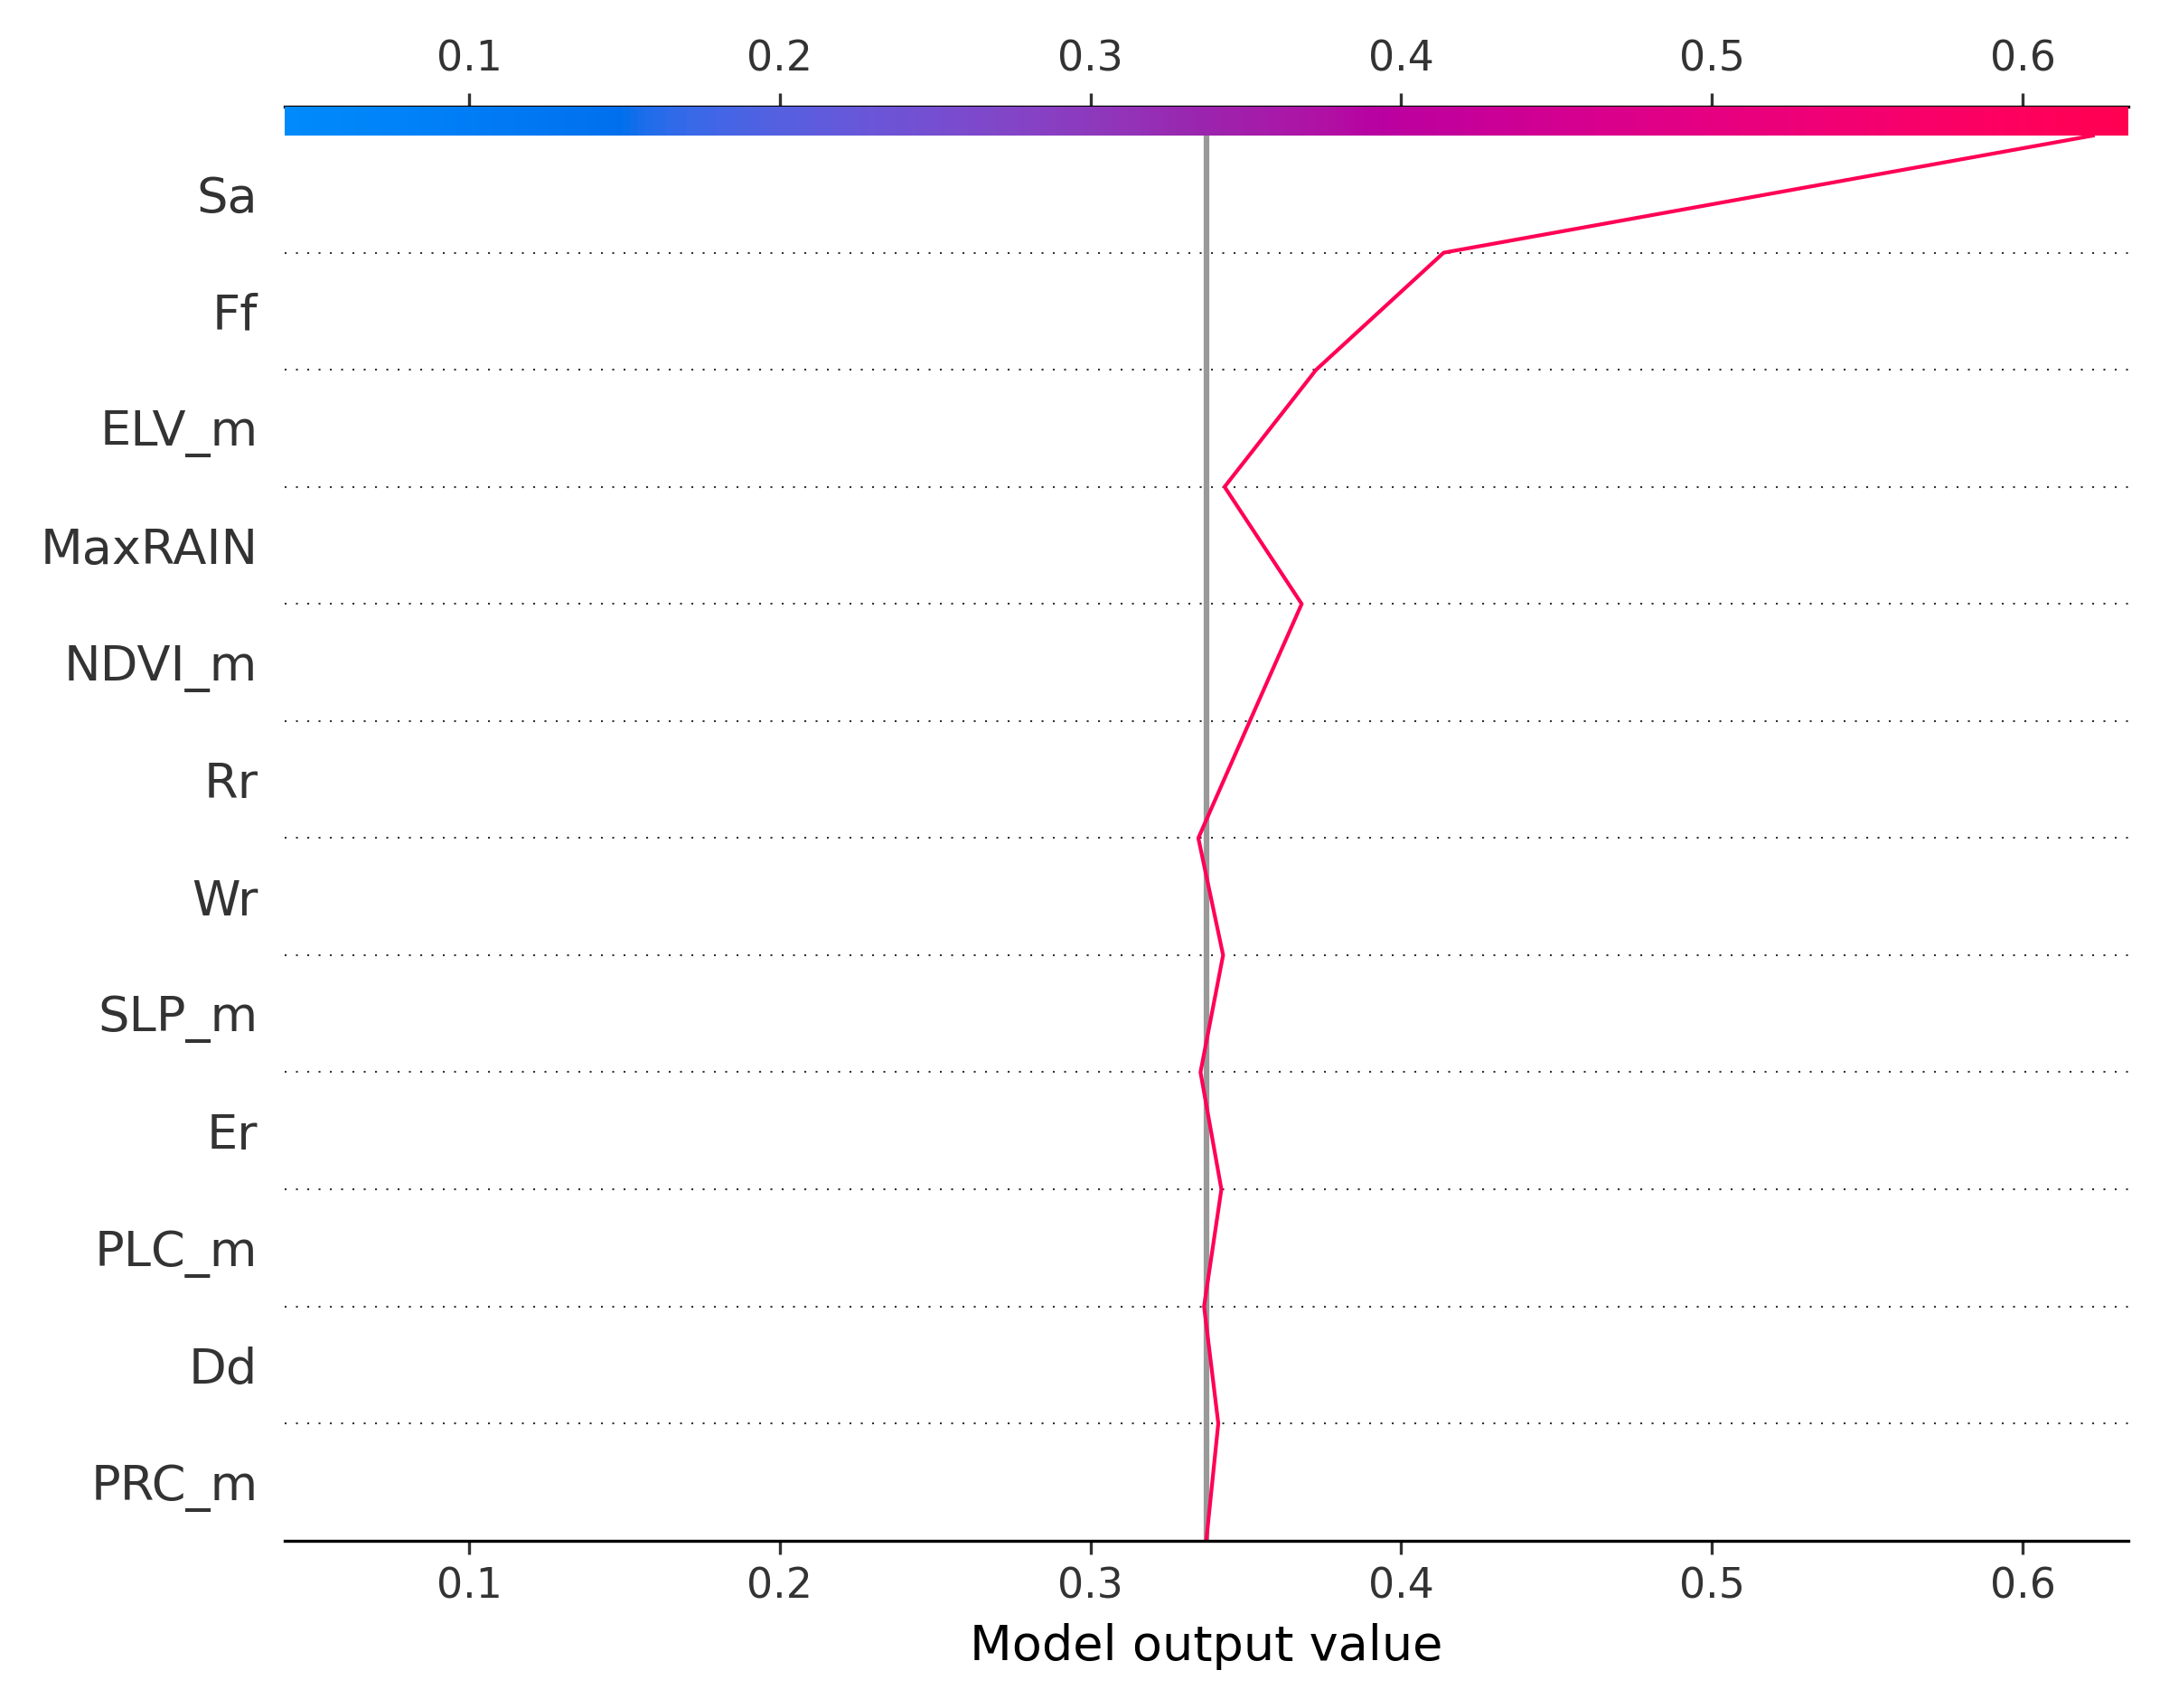 0.1 0.2 0.3 0.4 0.5 0.6
Sa
Ff
ELV_m
MaxRAIN
NDVI_m
Rr
Wr
SLP_m
Er
PLC_m
Dd
PRC_m
0.1 0.2 0.3 0.4 0.5 0.6
Model output value